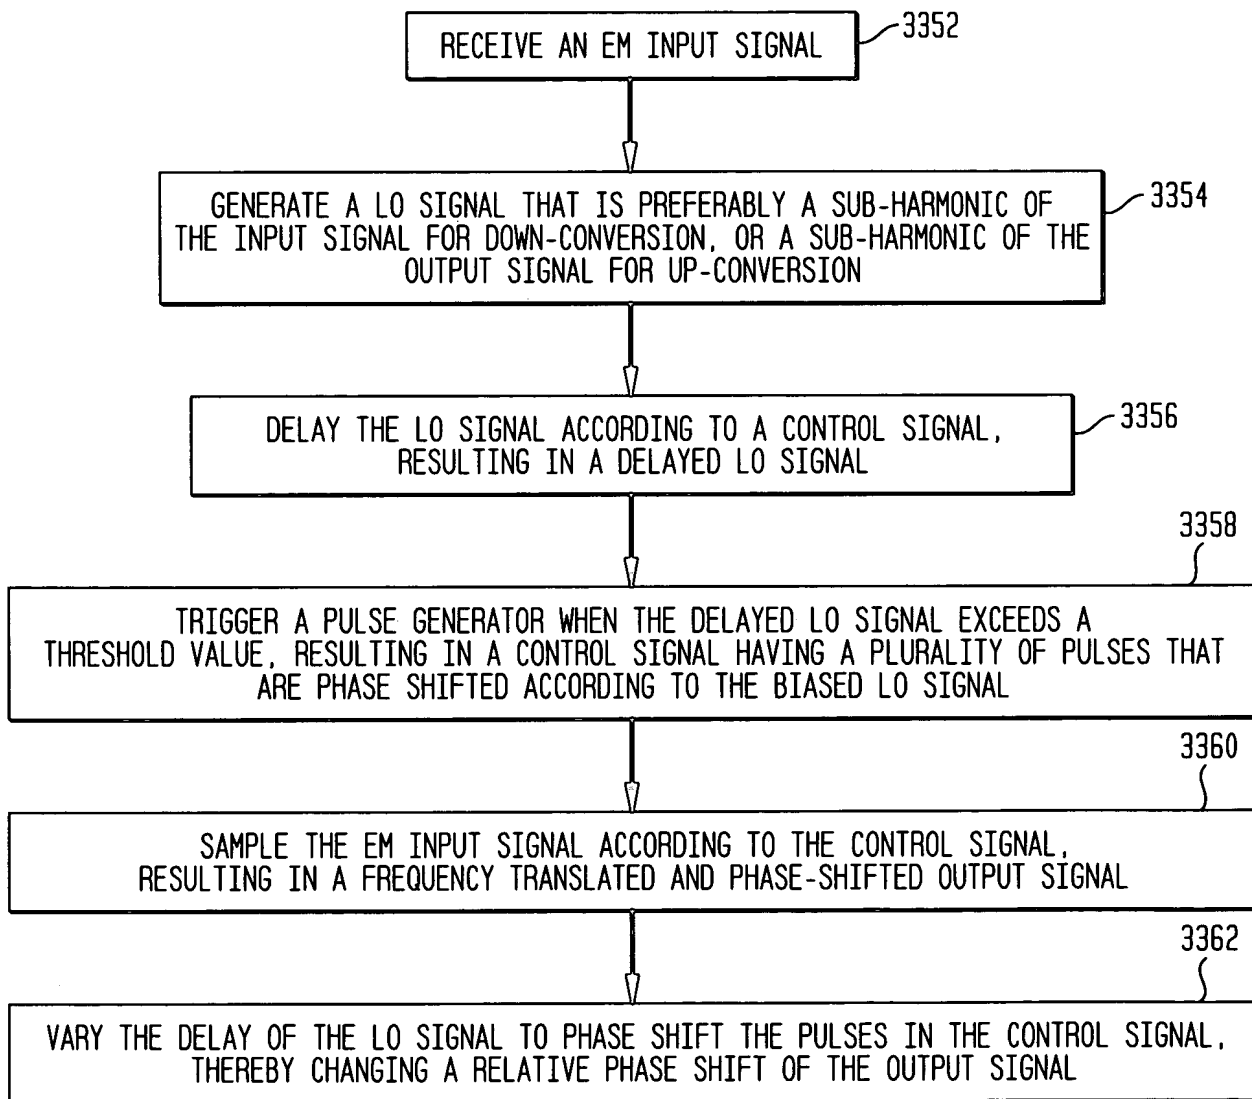 RECEIVE AN EM INPUT SIGNAL
3352
GENERATE A LO SIGNAL THAT IS PREFERABLY A SUB-HARMONIC OF
THE INPUT SIGNAL FOR DOWN-CONVERSION, OR A SUB-HARMONIC OF THE
OUTPUT SIGNAL FOR UP-CONVERSION
3354
DELAY THE LO SIGNAL ACCORDING TO A CONTROL SIGNAL,
RESULTING IN A DELAYED LO SIGNAL
3356
3358
TRIGGER A PULSE GENERATOR WHEN THE DELAYED LO SIGNAL EXCEEDS A
THRESHOLD VALUE, RESULTING IN A CONTROL SIGNAL HAVING A PLURALITY OF PULSES THAT
ARE PHASE SHIFTED ACCORDING TO THE BIASED LO SIGNAL
3360
SAMPLE THE EM INPUT SIGNAL ACCORDING TO THE CONTROL SIGNAL,
RESULTING IN A FREQUENCY TRANSLATED AND PHASE-SHIFTED OUTPUT SIGNAL
3362
VARY THE DELAY OF THE LO SIGNAL TO PHASE SHIFT THE PULSES IN THE CONTROL SIGNAL,
THEREBY CHANGING A RELATIVE PHASE SHIFT OF THE OUTPUT SIGNAL